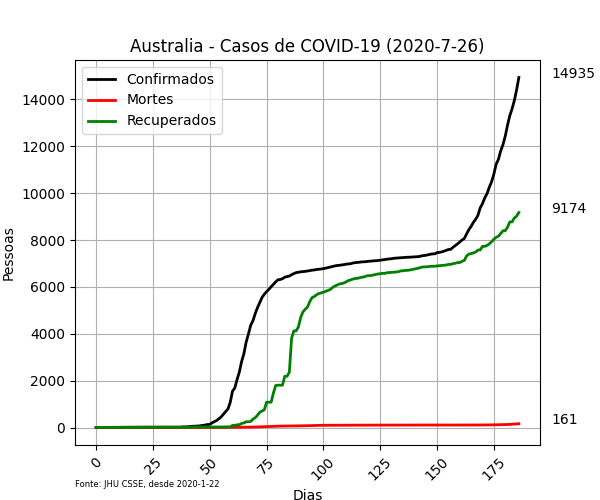 Australia - Casos de COVID-19 (2020-7-26)
Confirmados
Mortes
Recuperados
14935
9174
161
Pessoas
14000
12000
10000
8000
6000
4000
2000
0
0
25
50
75
100
125
150
175
Dias
Fonte: JHU CSSE, desde 2020-1-22